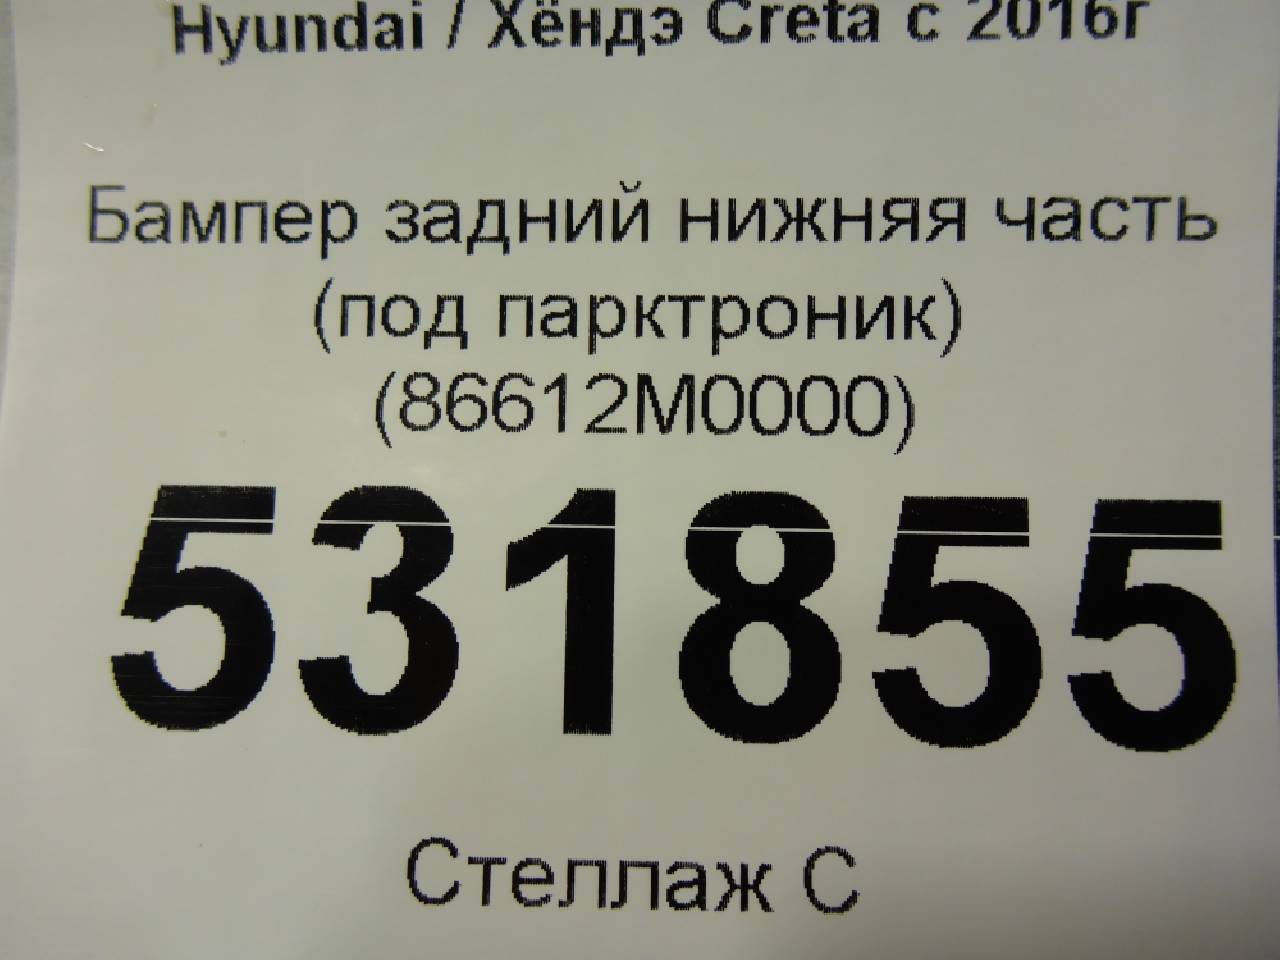 Hyundai / Хёндэ Creta с 2016г
Бампер задний нижняя часть
(под парктроник)
(86612M0000)
531855
Стеллаж С